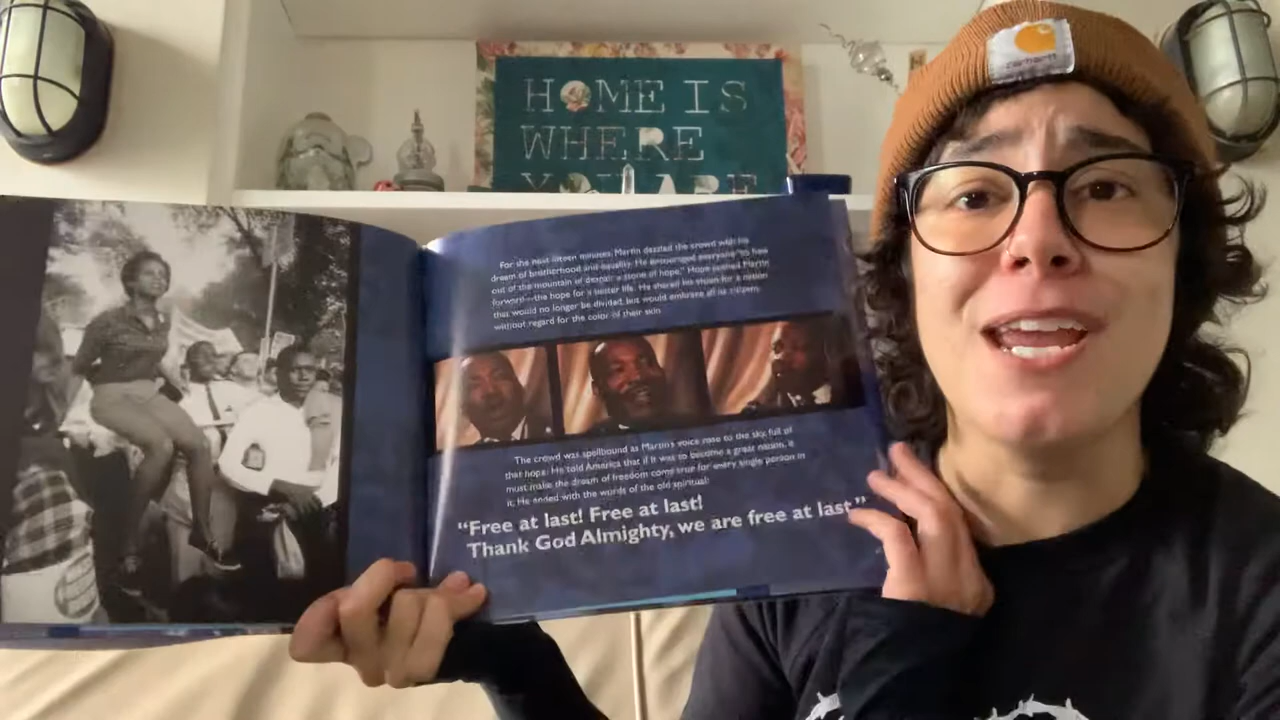 carhartt
HOME IS
WHERE
YOU ARE
For the next fifteen minutes, Martin dazzled the crowd with his
dream of brotherhood and equality. He encouraged everyone "to hew
out of the mountain of despair a stone of hope." Hope pushed Martin
forward—the hope for a better life. He shared his vision for a nation
that would no longer be divided, but would embrace all its citizens,
without regard for the color of their skin.
The crowd was spellbound as Martin's voice rose to the sky, full of
that hope. He told America that if it was to become a great nation, it
must make the dream of freedom come true for every single person in
it. He ended with the words of the old spiritual:
“Free at last! Free at last!
Thank God Almighty, we are free at last.”